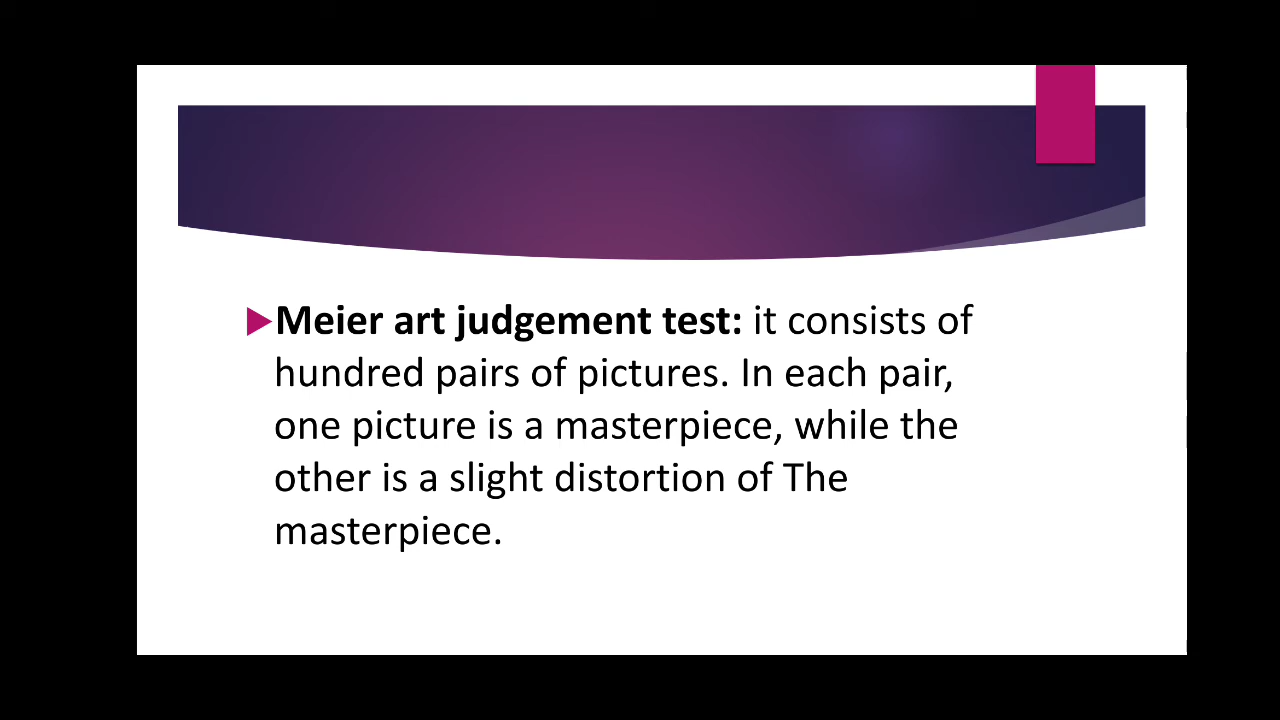 Meier art judgement test: it consists of
hundred pairs of pictures. In each pair,
one picture is a masterpiece, while the
other is a slight distortion of The
masterpiece.